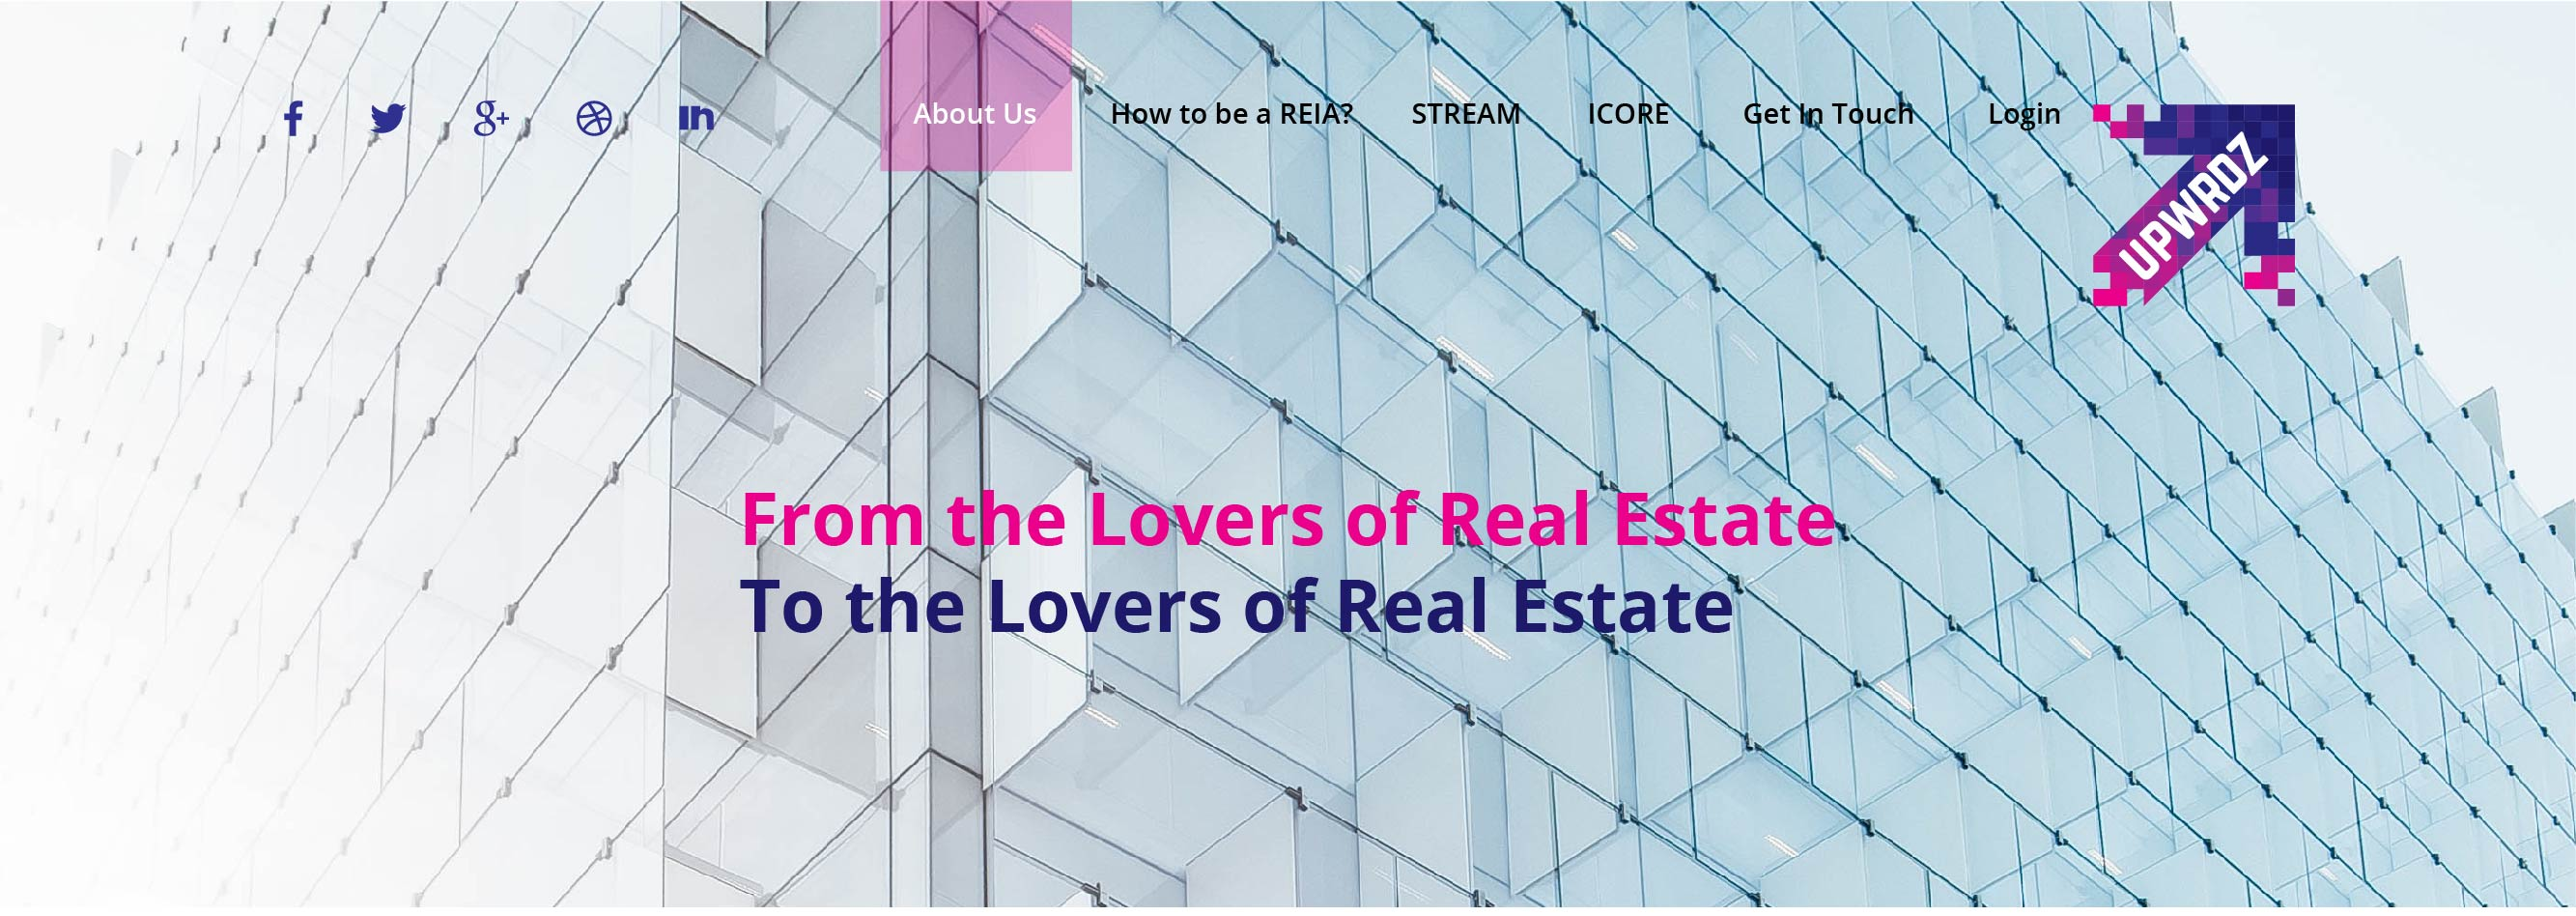 About Us
How to be a REIA?
STREAM
ICORE
Get In Touch
Login
UPWRDZ
From the Lovers of Real Estate
To the Lovers of Real Estate